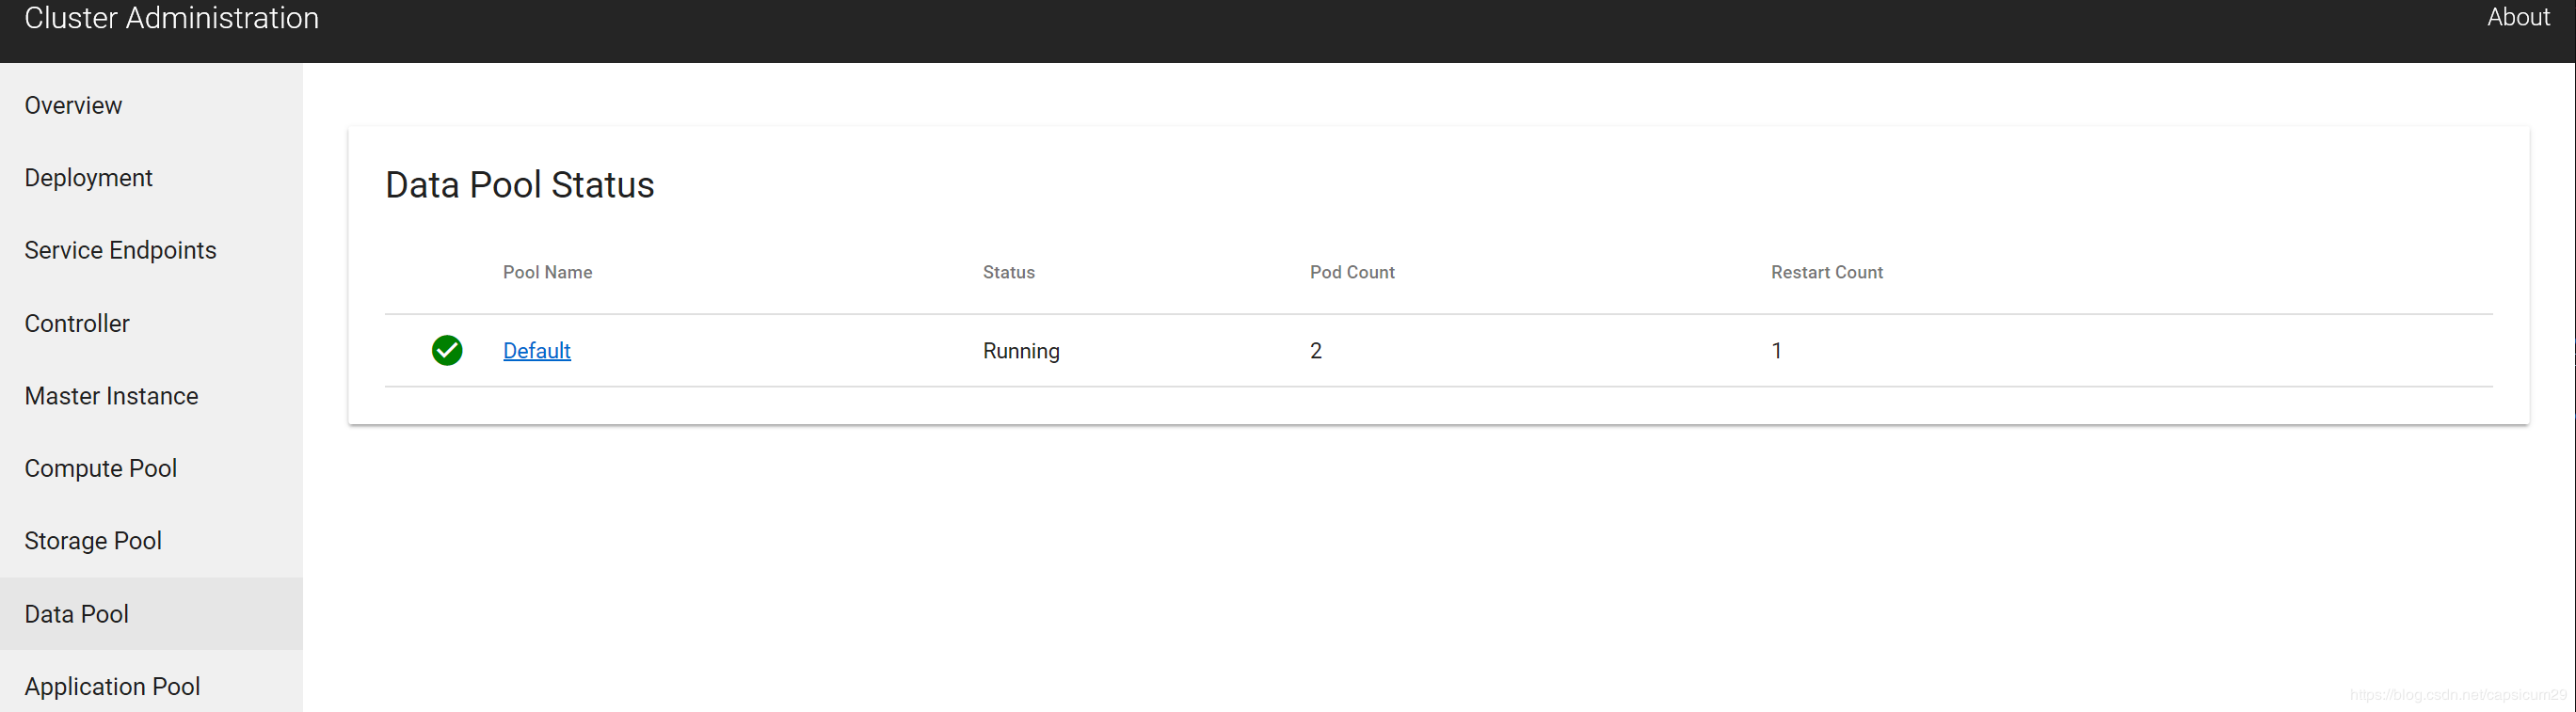 Cluster Administration
About
Overview
Deployment
Service Endpoints
Controller
Master Instance
Compute Pool
Storage Pool
Data Pool
Application Pool
Data Pool Status
Pool Name Status Pod Count Restart Count
Default Running 2 1
https://blog.csdn.net/capsicum29